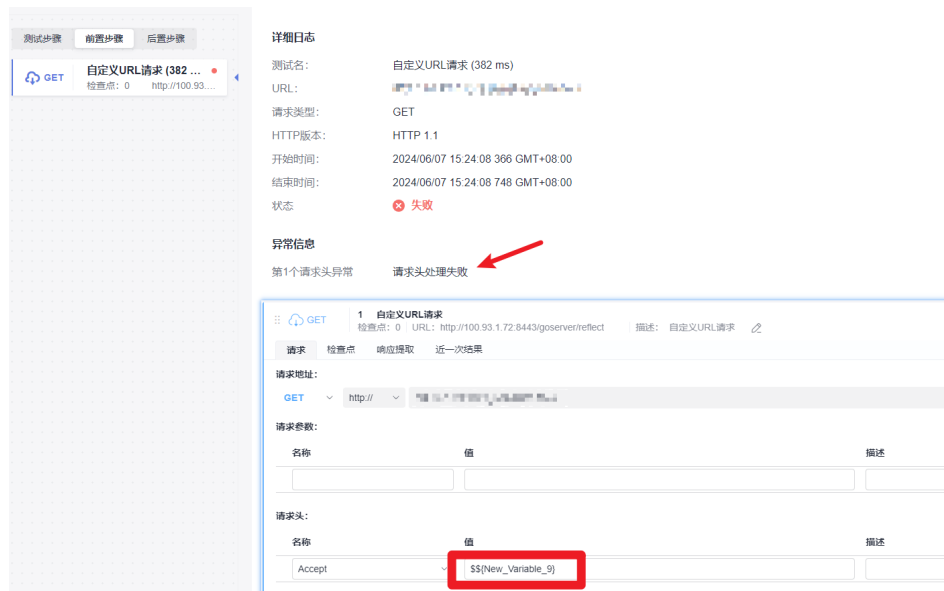 测试步骤 前置步骤 后置步骤
GET 自定义URL请求 (382 ...
检查点: 0 http://100.93....
详细日志
测试名: 自定义URL请求 (382 ms)
URL:
请求类型: GET
HTTP版本: HTTP 1.1
开始时间: 2024/06/07 15:24:08 366 GMT+08:00
结束时间: 2024/06/07 15:24:08 748 GMT+08:00
状态 失败
异常信息
第1个请求头异常 请求头处理失败
GET 1 自定义URL请求
检查点: 0 URL: http://100.93.1.72:8443/goserver/reflect 描述: 自定义URL请求
请求 检查点 响应提取 近一次结果
请求地址:
GET http://
请求参数:
名称 值 描述
请求头:
名称 值 描述
Accept $${New_Variable_9}